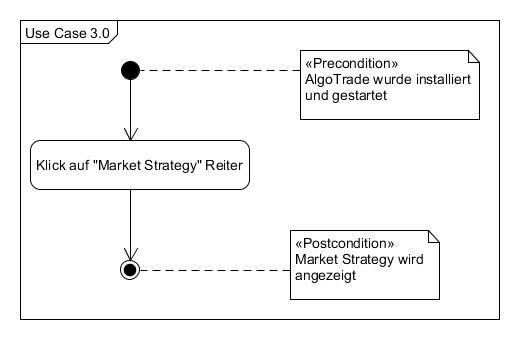 Use Case 3.0
«Precondition»
AlgoTrade wurde installiert
und gestartet
Klick auf "Market Strategy" Reiter
«Postcondition»
Market Strategy wird
angezeigt